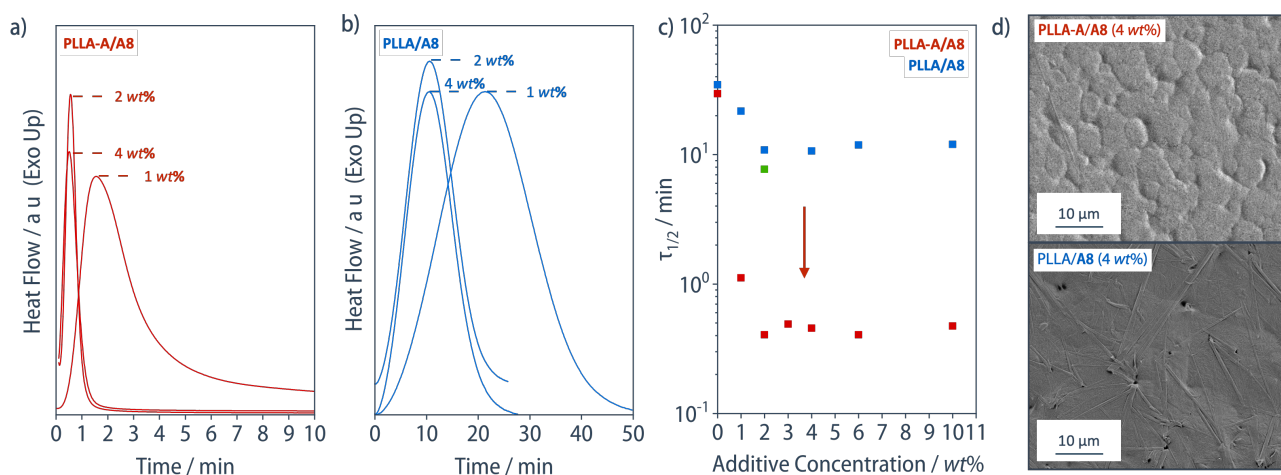 a)
PLLA-A/A8
2 wt%
4 wt%
1 wt%
Heat Flow / a u (Exo Up)
0 1 2 3 4 5 6 7 8 9 10
Time / min
b)
PLLA/A8
2 wt%
4 wt%
1 wt%
Heat Flow / a u (Exo Up)
0 10 20 30 40 50
Time / min
c)
PLLA-A/A8
PLLA/A8
10²
10¹
10⁰
10⁻¹
τ1/2 / min
0 1 2 3 4 5 6 7 8 9 10 11
Additive Concentration / wt%
d)
PLLA-A/A8 (4 wt%)
10 µm
PLLA/A8 (4 wt%)
10 µm